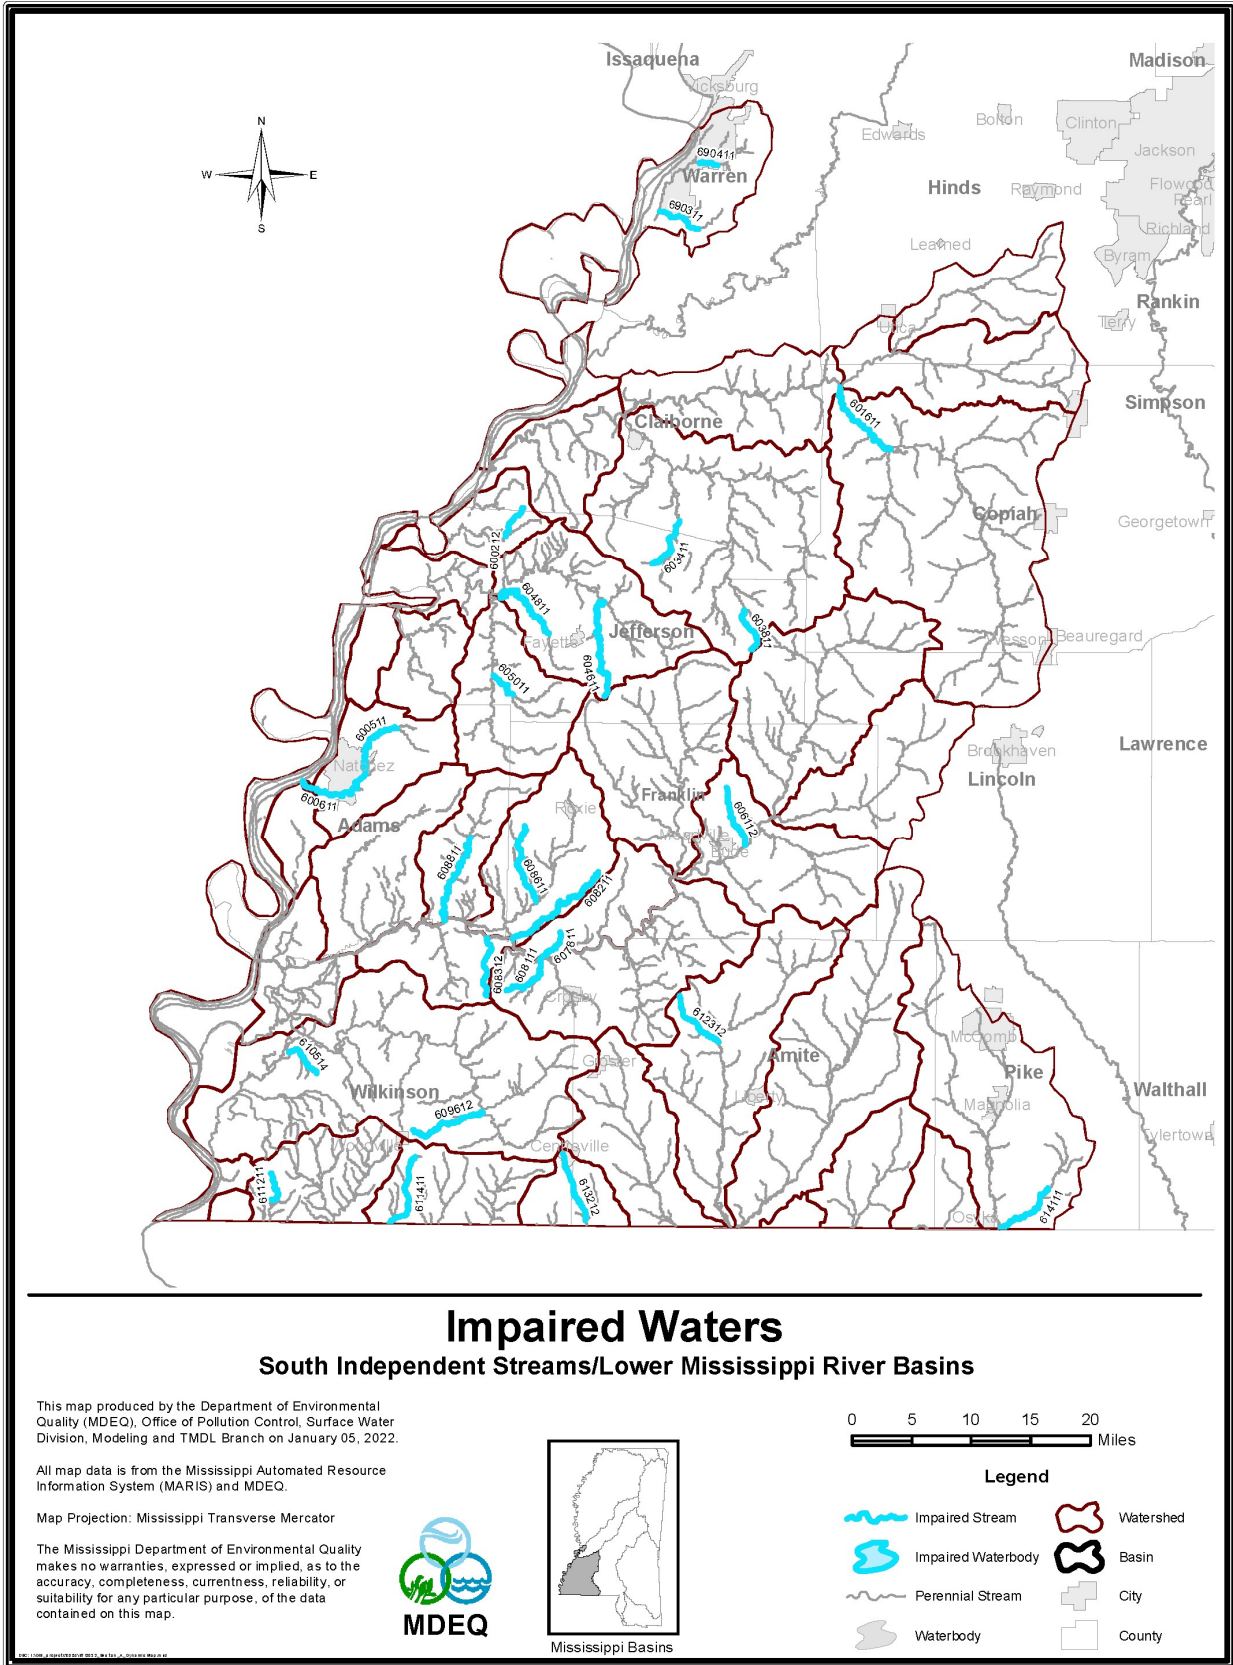 Issaquena
Madison
Vicksburg
N
W
E
S
Edwards
Bolton
Clinton
Jackson
690411
Warren
Hinds
Raymond
Flowood
Pearl
690311
Learned
Richland
Byram
Rankin
Utica
Terry
Simpson
601611
Claiborne
Copiah
Georgetown
600212
603411
604811
Fayette
Jefferson
603811
Wesson
Beauregard
604611
605011
600511
Natchez
600611
Brookhaven
Lawrence
Lincoln
Franklin
Roxie
606112
Meadville
Bude
Adams
608811
608611
608211
607811
608111
608312
Crosby
612312
McComb
Amite
Pike
610514
Gloster
Wilkinson
Walthall
609612
Liberty
Magnolia
Tylertown
Woodville
Centreville
611211
611411
613212
614111
Osyka
Impaired Waters
South Independent Streams/Lower Mississippi River Basins
This map produced by the Department of Environmental
Quality (MDEQ), Office of Pollution Control, Surface Water
Division, Modeling and TMDL Branch on January 05, 2022.
All map data is from the Mississippi Automated Resource
Information System (MARIS) and MDEQ.
Map Projection: Mississippi Transverse Mercator
The Mississippi Department of Environmental Quality
makes no warranties, expressed or implied, as to the
accuracy, completeness, currentness, reliability, or
suitability for any particular purpose, of the data
contained on this map.
MDEQ
Mississippi Basins
0 5 10 15 20
Miles
Legend
Impaired Stream
Watershed
Impaired Waterbody
Basin
Perennial Stream
City
Waterbody
County